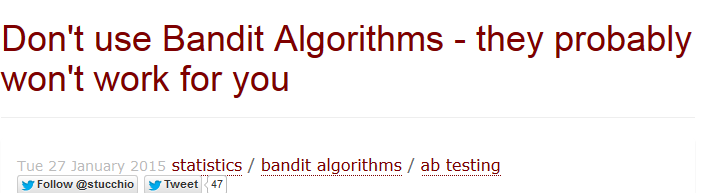 Don't use Bandit Algorithms - they probably
won't work for you
Tue 27 January 2015 statistics / bandit algorithms / ab testing
Follow @stucchio Tweet 47